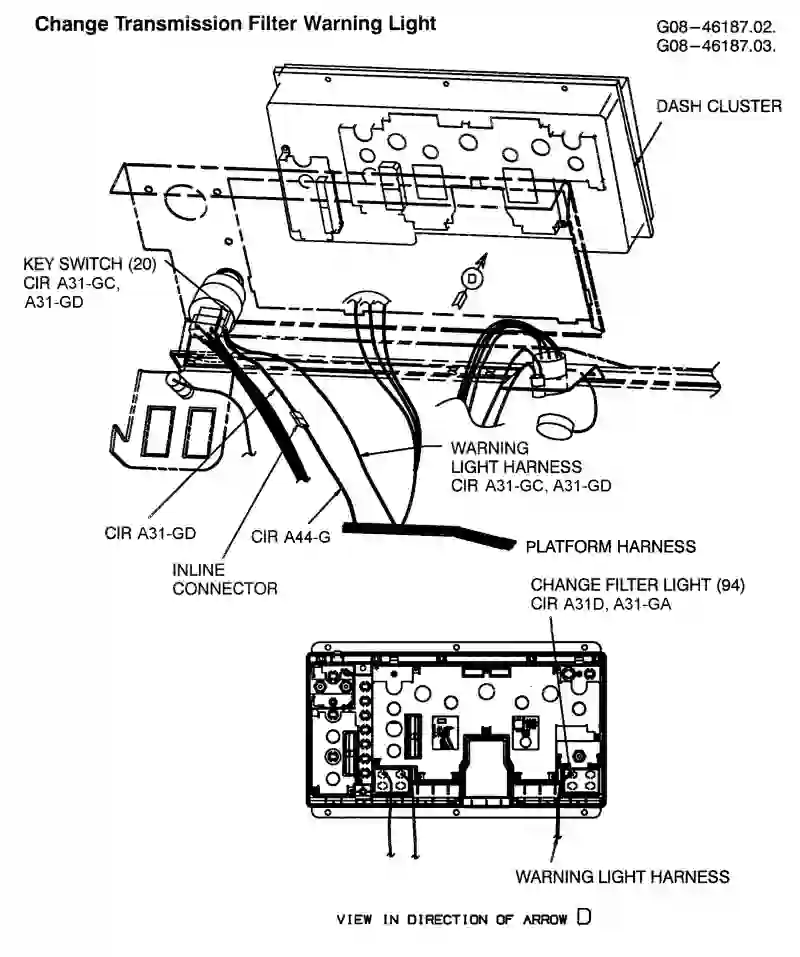 Change Transmission Filter Warning Light
G08-46187.02.
G08-46187.03.
DASH CLUSTER
KEY SWITCH (20)
CIR A31-GC,
A31-GD
D
WARNING
LIGHT HARNESS
CIR A31-GC, A31-GD
CIR A31-GD
CIR A44-G
INLINE
CONNECTOR
PLATFORM HARNESS
CHANGE FILTER LIGHT (94)
CIR A31D, A31-GA
WARNING LIGHT HARNESS
VIEW IN DIRECTION OF ARROW D